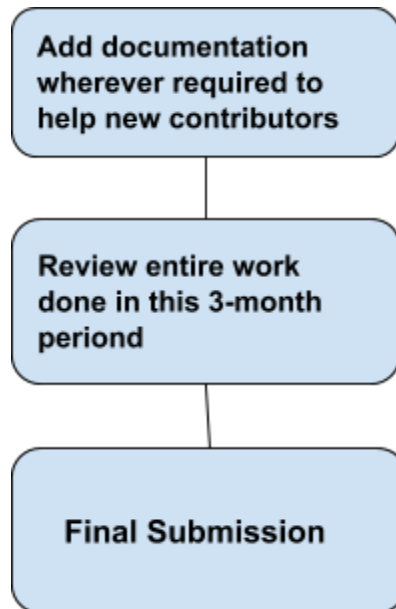 Add documentation
wherever required to
help new contributors
Review entire work
done in this 3-month
periond
Final Submission